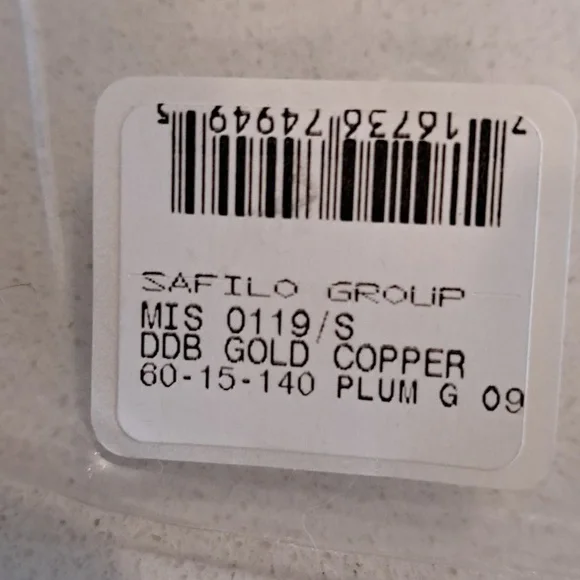 7 16736 74949 5
SAFILO GROUP
MIS 0119/S
DDB GOLD COPPER
60-15-140 PLUM G 09